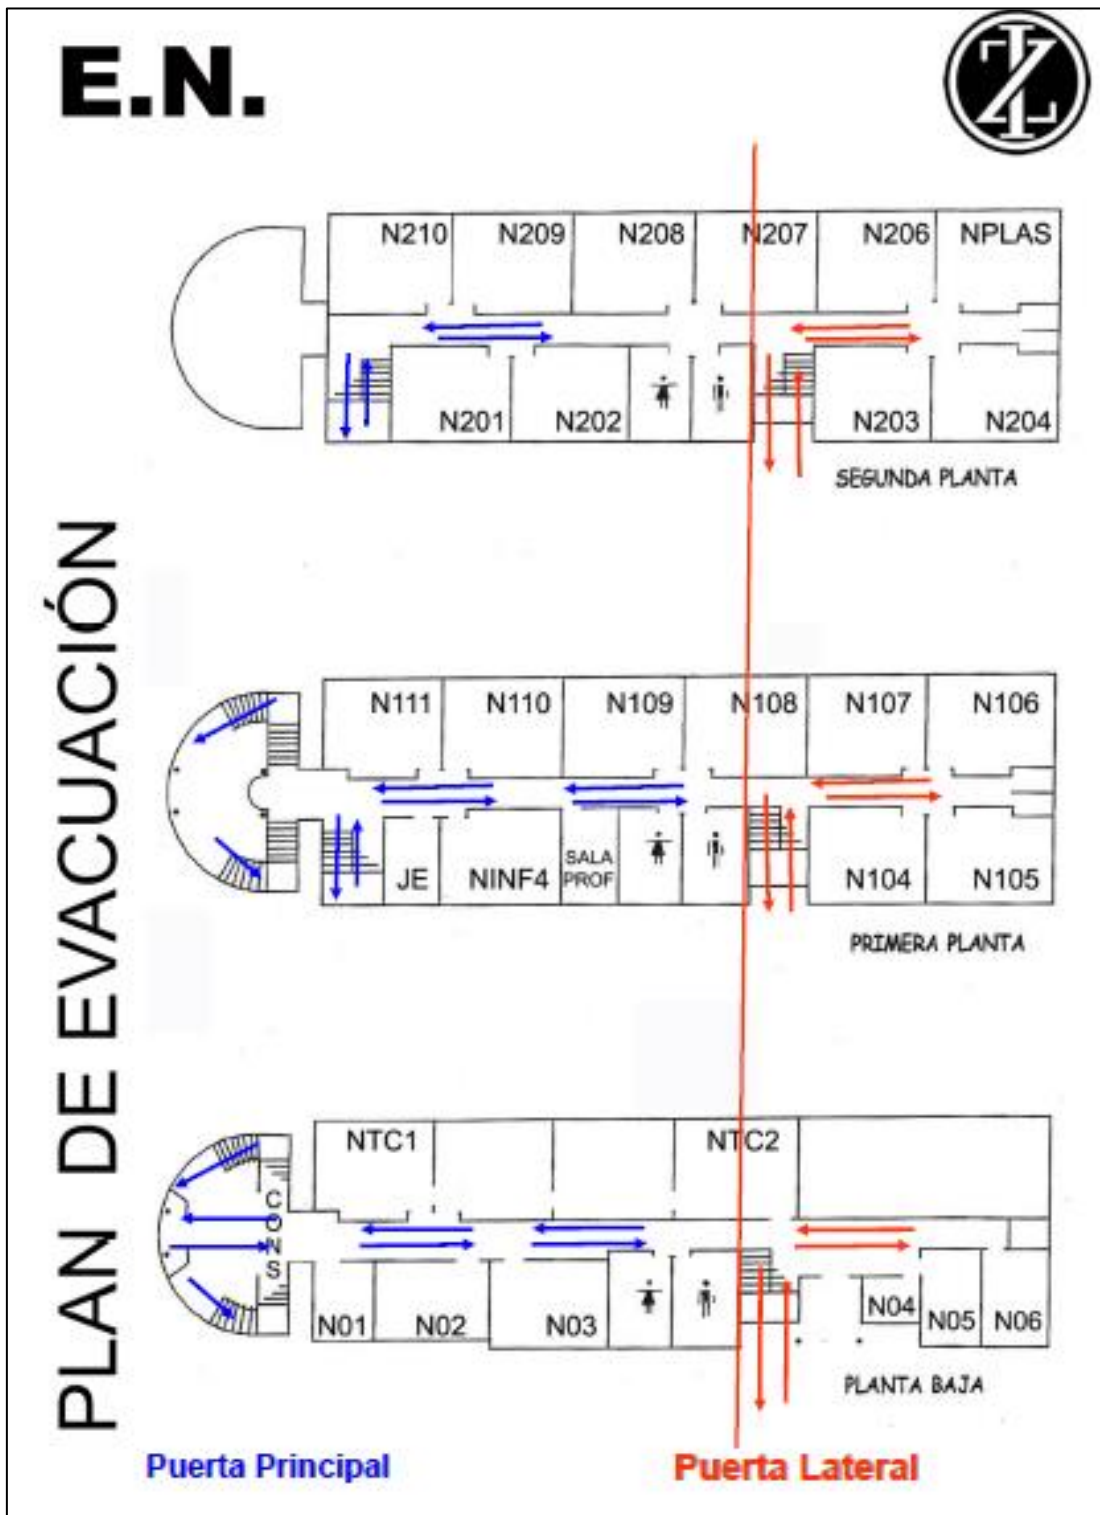 E.N.
PLAN DE EVACUACIÓN
N210 N209 N208 N207 N206 NPLAS
N201 N202 N203 N204
SEGUNDA PLANTA
N111 N110 N109 N108 N107 N106
JE NINF4 SALA PROF N104 N105
PRIMERA PLANTA
NTC1 NTC2
CONS
N01 N02 N03 N04 N05 N06
PLANTA BAJA
Puerta Principal Puerta Lateral